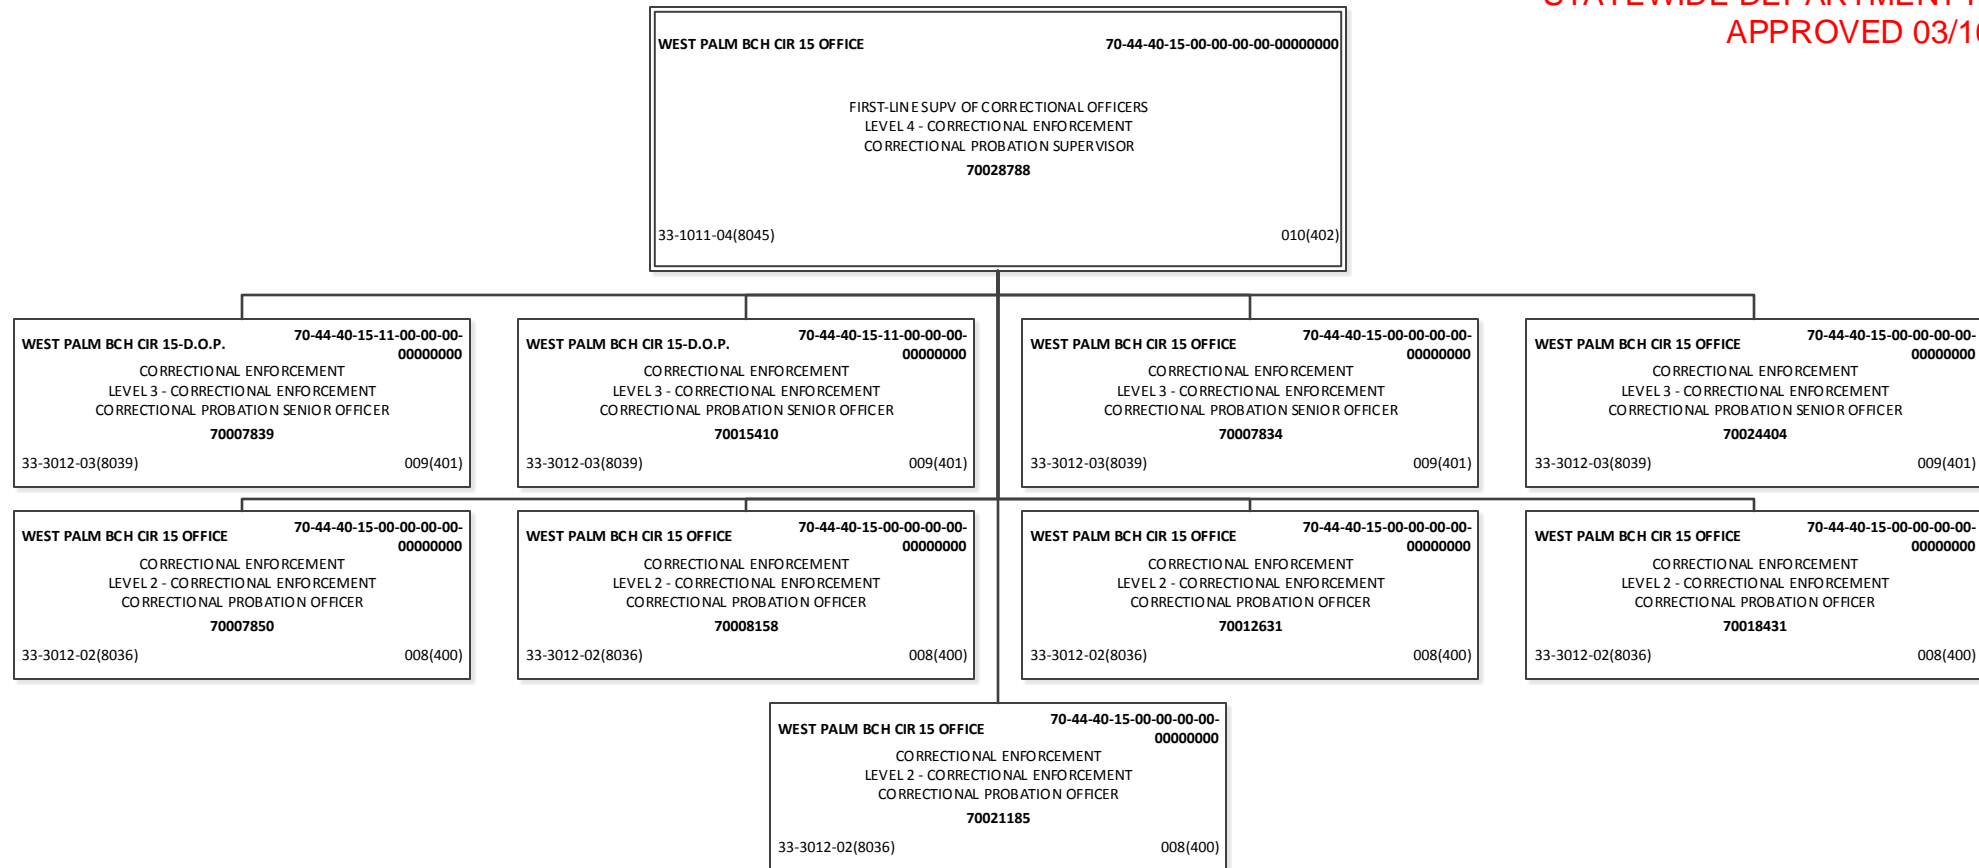 STATEWIDE DEPARTMENT
APPROVED 03/
WEST PALM BCH CIR 15 OFFICE 70-44-40-15-00-00-00-00-00000000
FIRST-LINE SUPV OF CORRECTIONAL OFFICERS
LEVEL 4 - CORRECTIONAL ENFORCEMENT
CORRECTIONAL PROBATION SUPERVISOR
70028788
33-1011-04(8045) 010(402)
WEST PALM BCH CIR 15-D.O.P. 70-44-40-15-11-00-00-00-
00000000
CORRECTIONAL ENFORCEMENT
LEVEL 3 - CORRECTIONAL ENFORCEMENT
CORRECTIONAL PROBATION SENIOR OFFICER
70007839
33-3012-03(8039) 009(401)
WEST PALM BCH CIR 15-D.O.P. 70-44-40-15-11-00-00-00-
00000000
CORRECTIONAL ENFORCEMENT
LEVEL 3 - CORRECTIONAL ENFORCEMENT
CORRECTIONAL PROBATION SENIOR OFFICER
70015410
33-3012-03(8039) 009(401)
WEST PALM BCH CIR 15 OFFICE 70-44-40-15-00-00-00-00-
00000000
CORRECTIONAL ENFORCEMENT
LEVEL 3 - CORRECTIONAL ENFORCEMENT
CORRECTIONAL PROBATION SENIOR OFFICER
70007834
33-3012-03(8039) 009(401)
WEST PALM BCH CIR 15 OFFICE 70-44-40-15-00-00-00-00-
00000000
CORRECTIONAL ENFORCEMENT
LEVEL 3 - CORRECTIONAL ENFORCEMENT
CORRECTIONAL PROBATION SENIOR OFFICER
70024404
33-3012-03(8039) 009(401)
WEST PALM BCH CIR 15 OFFICE 70-44-40-15-00-00-00-00-
00000000
CORRECTIONAL ENFORCEMENT
LEVEL 2 - CORRECTIONAL ENFORCEMENT
CORRECTIONAL PROBATION OFFICER
70007850
33-3012-02(8036) 008(400)
WEST PALM BCH CIR 15 OFFICE 70-44-40-15-00-00-00-00-
00000000
CORRECTIONAL ENFORCEMENT
LEVEL 2 - CORRECTIONAL ENFORCEMENT
CORRECTIONAL PROBATION OFFICER
70008158
33-3012-02(8036) 008(400)
WEST PALM BCH CIR 15 OFFICE 70-44-40-15-00-00-00-00-
00000000
CORRECTIONAL ENFORCEMENT
LEVEL 2 - CORRECTIONAL ENFORCEMENT
CORRECTIONAL PROBATION OFFICER
70012631
33-3012-02(8036) 008(400)
WEST PALM BCH CIR 15 OFFICE 70-44-40-15-00-00-00-00-
00000000
CORRECTIONAL ENFORCEMENT
LEVEL 2 - CORRECTIONAL ENFORCEMENT
CORRECTIONAL PROBATION OFFICER
70018431
33-3012-02(8036) 008(400)
WEST PALM BCH CIR 15 OFFICE 70-44-40-15-00-00-00-00-
00000000
CORRECTIONAL ENFORCEMENT
LEVEL 2 - CORRECTIONAL ENFORCEMENT
CORRECTIONAL PROBATION OFFICER
70021185
33-3012-02(8036) 008(400)